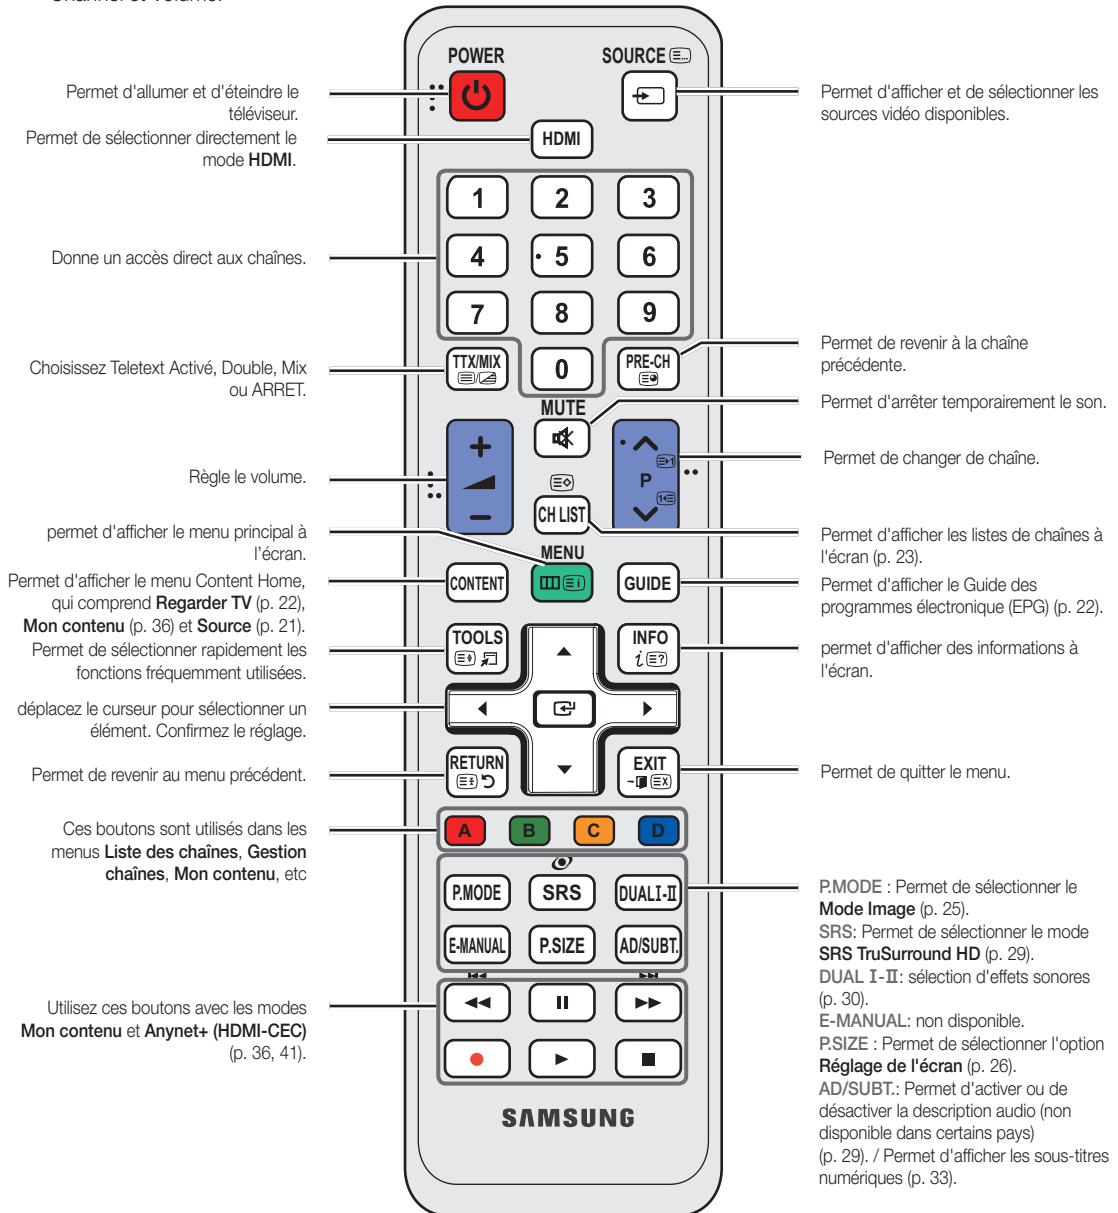 Channel et Volume.
POWER
SOURCE
HDMI
1
2
3
4
5
6
7
8
9
TTX/MIX
0
PRE-CH
MUTE
P
CH LIST
MENU
CONTENT
GUIDE
TOOLS
INFO
RETURN
EXIT
A
B
C
D
P.MODE
SRS
DUALI-II
E-MANUAL
P.SIZE
AD/SUBT.
SAMSUNG
Permet d'allumer et d'éteindre le
téléviseur.
Permet de sélectionner directement le
mode HDMI.
Donne un accès direct aux chaînes.
Choisissez Teletext Activé, Double, Mix
ou ARRET.
Règle le volume.
permet d'afficher le menu principal à
l'écran.
Permet d'afficher le menu Content Home,
qui comprend Regarder TV (p. 22),
Mon contenu (p. 36) et Source (p. 21).
Permet de sélectionner rapidement les
fonctions fréquemment utilisées.
déplacez le curseur pour sélectionner un
élément. Confirmez le réglage.
Permet de revenir au menu précédent.
Ces boutons sont utilisés dans les
menus Liste des chaînes, Gestion
chaînes, Mon contenu, etc
Utilisez ces boutons avec les modes
Mon contenu et Anynet+ (HDMI-CEC)
(p. 36, 41).
Permet d'afficher et de sélectionner les
sources vidéo disponibles.
Permet de revenir à la chaîne
précédente.
Permet d'arrêter temporairement le son.
Permet de changer de chaîne.
Permet d'afficher les listes de chaînes à
l'écran (p. 23).
Permet d'afficher le Guide des
programmes électronique (EPG) (p. 22).
permet d'afficher des informations à
l'écran.
Permet de quitter le menu.
P.MODE : Permet de sélectionner le
Mode Image (p. 25).
SRS: Permet de sélectionner le mode
SRS TruSurround HD (p. 29).
DUAL I-II: sélection d'effets sonores
(p. 30).
E-MANUAL: non disponible.
P.SIZE : Permet de sélectionner l'option
Réglage de l'écran (p. 26).
AD/SUBT.: Permet d'activer ou de
désactiver la description audio (non
disponible dans certains pays)
(p. 29). / Permet d'afficher les sous-titres
numériques (p. 33).